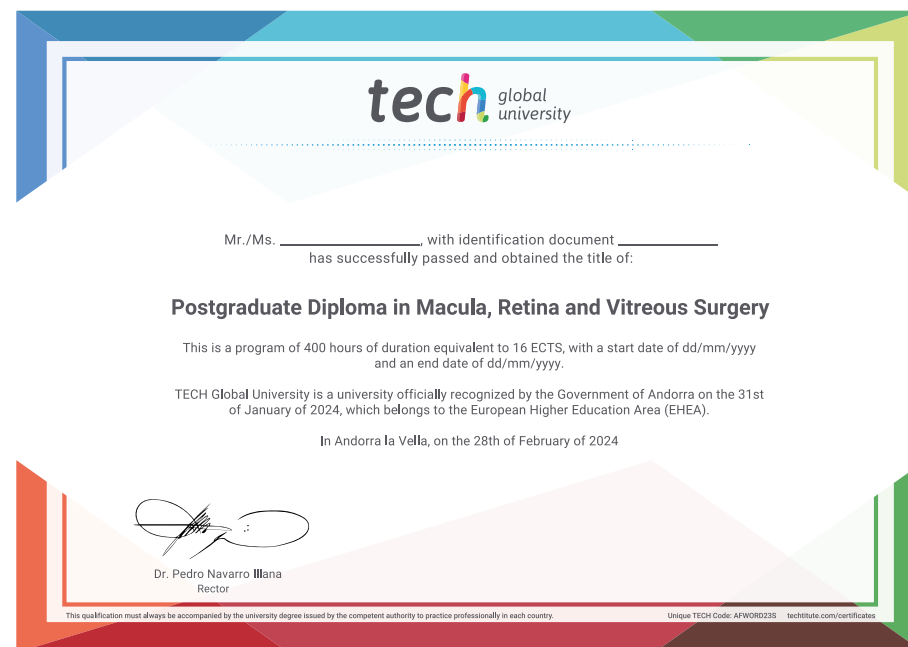 tech global university
Mr./Ms. ____________, with identification document ____________
has successfully passed and obtained the title of:
Postgraduate Diploma in Macula, Retina and Vitreous Surgery
This is a program of 400 hours of duration equivalent to 16 ECTS, with a start date of dd/mm/yyyy
and an end date of dd/mm/yyyy.
TECH Global University is a university officially recognized by the Government of Andorra on the 31st
of January of 2024, which belongs to the European Higher Education Area (EHEA).
In Andorra la Vella, on the 28th of February of 2024
Dr. Pedro Navarro Illana
Rector
This qualification must always be accompanied by the university degree issued by the competent authority to practice professionally in each country.
Unique TECH Code: AFWORD23S techtitute.com/certificates